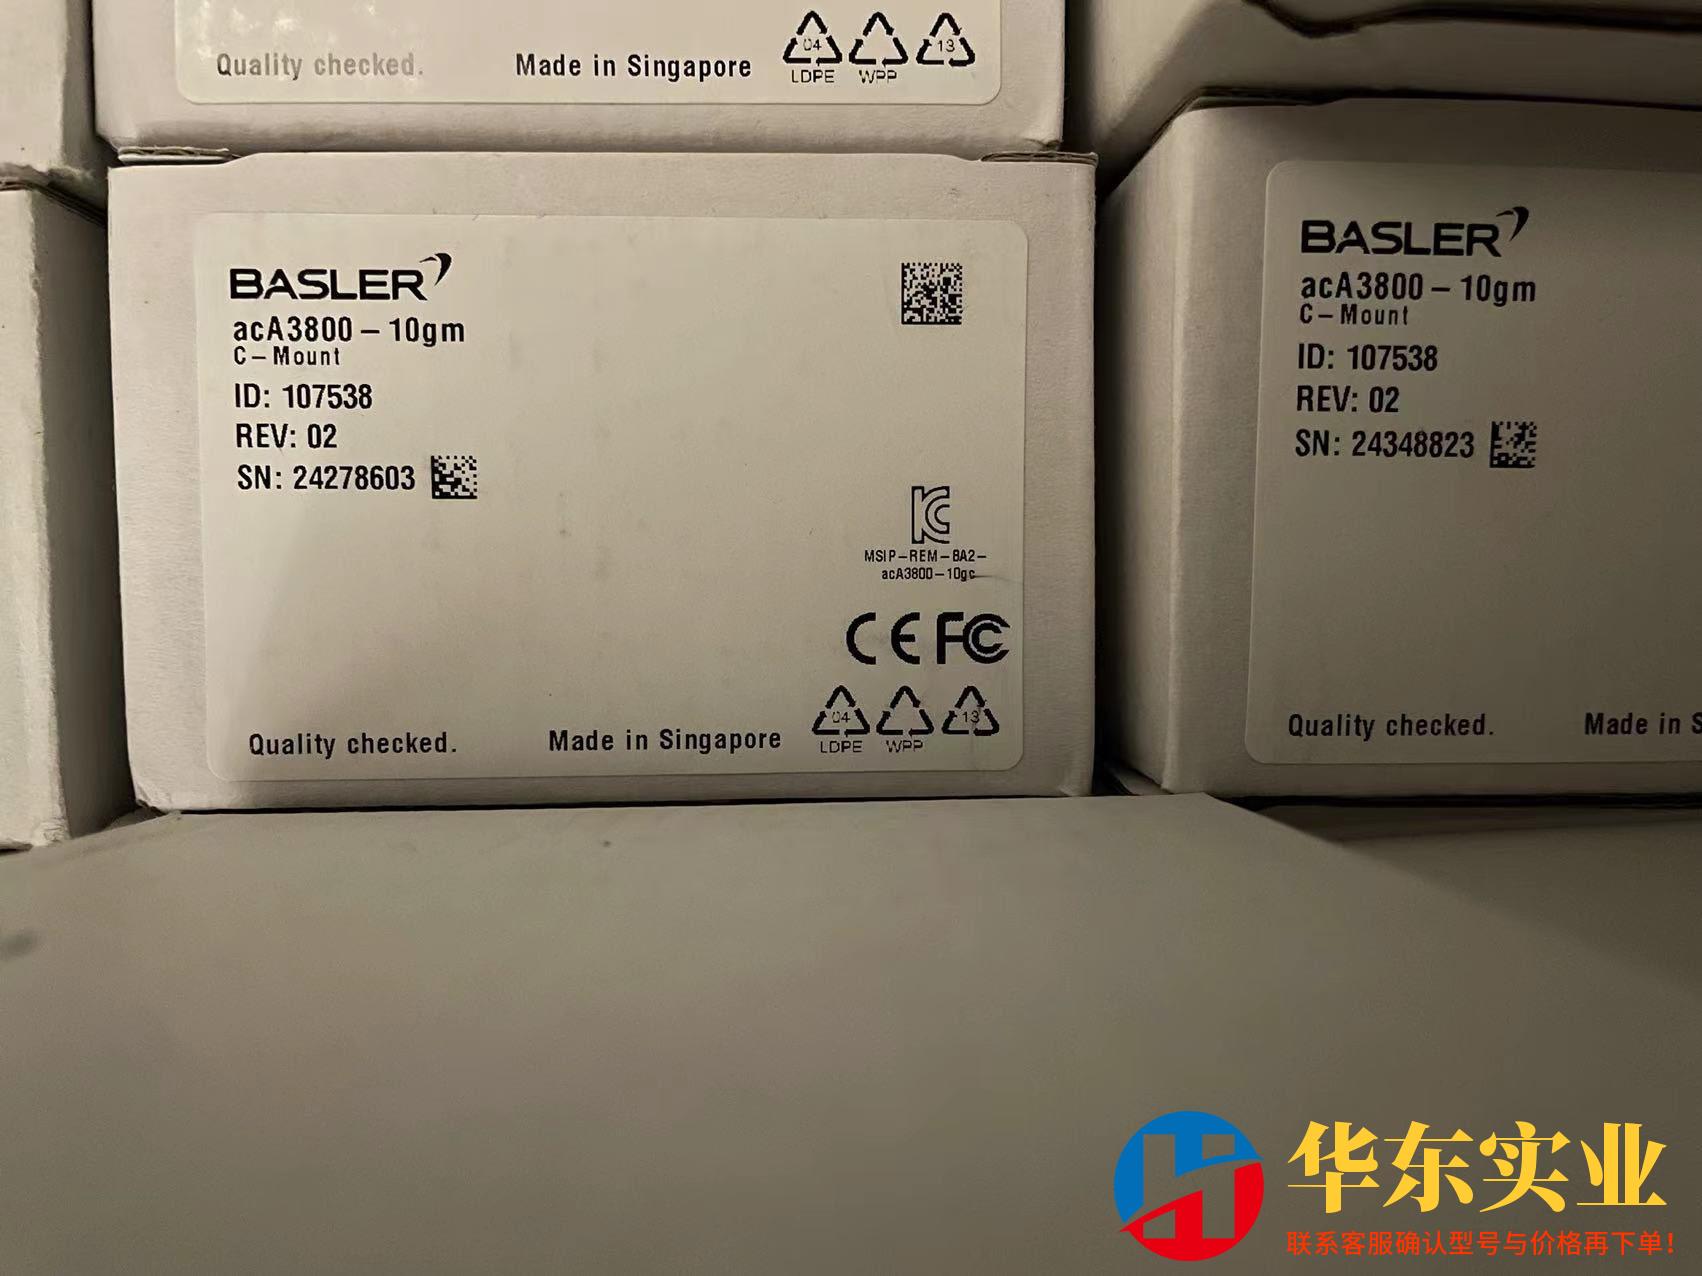 Quality checked.
Made in Singapore
04
13
LDPE
WPP
BASLER
acA3800-10gm
C-Mount
ID: 107538
REV: 02
SN: 24278603
MSIP-REM-BA2-
acA3800-10gc
CE FC
04
13
LDPE
WPP
Quality checked.
Made in Singapore
BASLER
acA3800-10gm
C-Mount
ID: 107538
REV: 02
SN: 24348823
Quality checked.
Made in S
华东实业
联系客服确认型号与价格再下单！